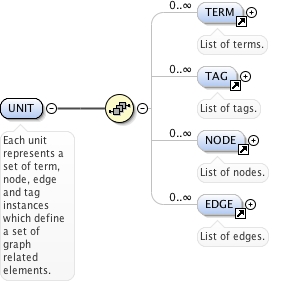 0..∞
TERM
List of terms.
0..∞
TAG
List of tags.
UNIT
Each unit
represents a
set of term,
node, edge
and tag
instances
which define
a set of
graph
related
elements.
0..∞
NODE
List of nodes.
0..∞
EDGE
List of edges.